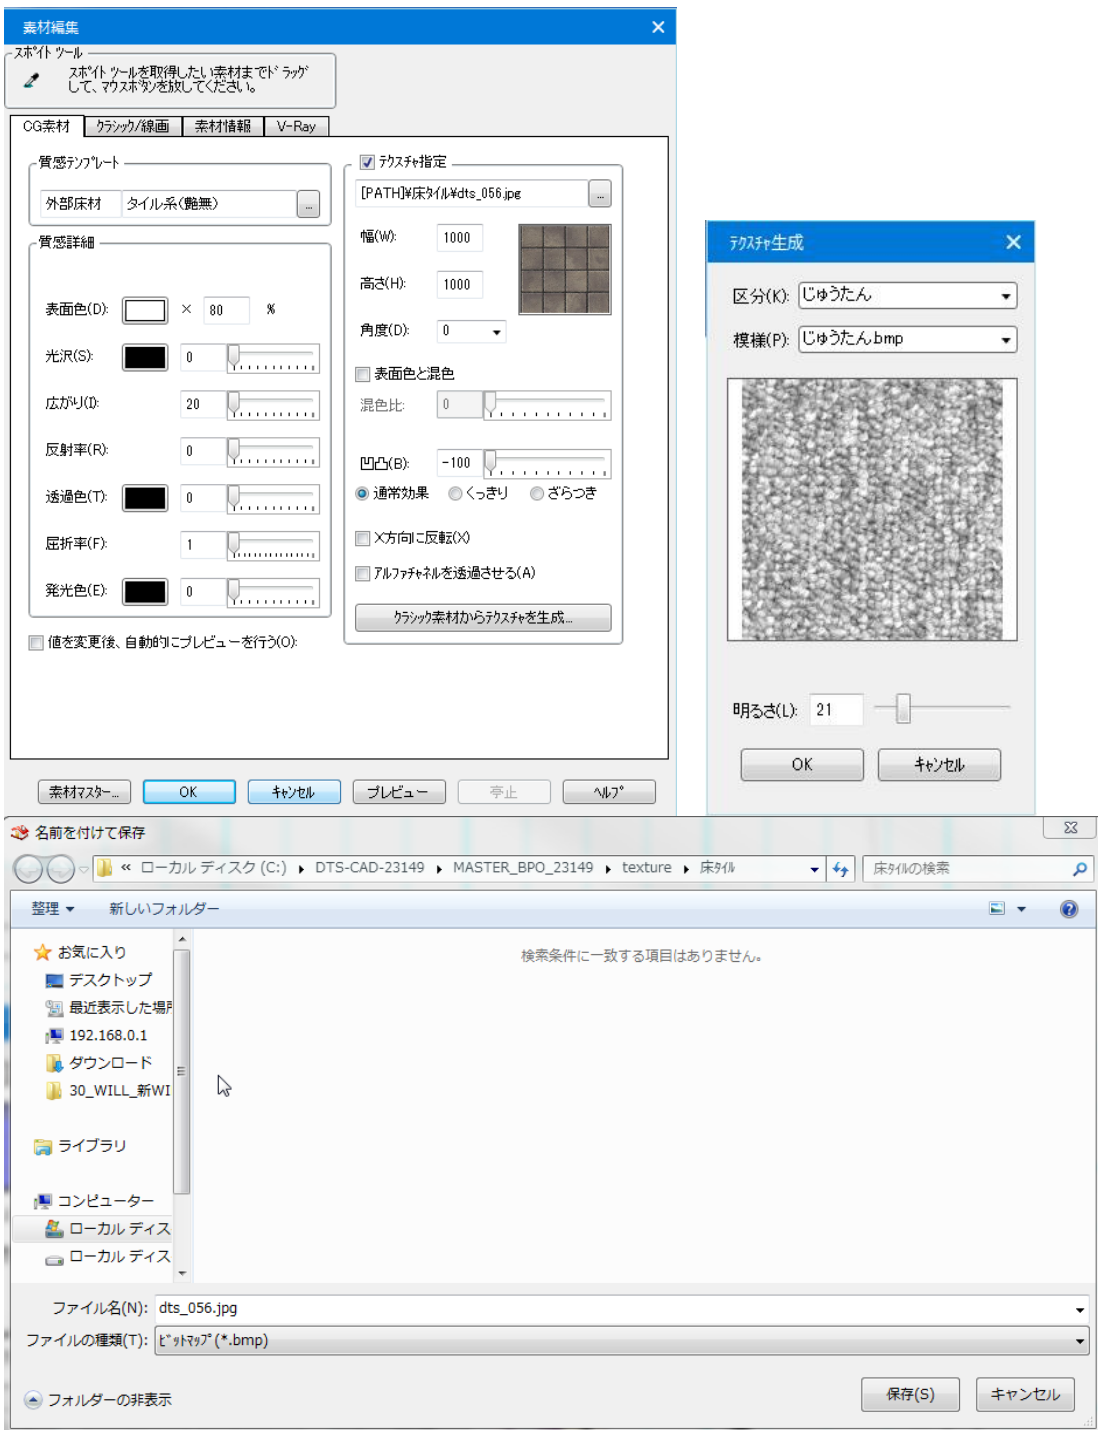 素材編集
スポイト ツール
スポイト ツールを取得したい素材までドラッグ
して、マウスボタンを放してください。
CG素材 クラシック/線画 素材情報 V-Ray
質感テンプレート
外部床材 タイル系(艶無) ...
質感詳細
表面色(D): × 80 %
光沢(S): 0
広がり(I): 20
反射率(R): 0
透過色(T): 0
屈折率(F): 1
発光色(E): 0
値を変更後、自動的にプレビューを行う(O):
テクスチャ指定
[PATH]¥床タイル¥dts_056.jpg ...
幅(W): 1000
高さ(H): 1000
角度(D): 0
表面色と混色
混色比: 0
凹凸(B): -100
通常効果 くっきり ざらつき
X方向に反転(X)
アルファチャネルを透過させる(A)
クラシック素材からテクスチャを生成...
素材マスター... OK キャンセル プレビュー 中止 ヘルプ
テクスチャ生成
区分(K): じゅうたん
模様(P): じゅうたん.bmp
明るさ(L): 21
OK キャンセル
名前を付けて保存
« ローカル ディスク (C:) DTS-CAD-23149 MASTER_BPO_23149 texture 床タイル 床タイルの検索
整理 新しいフォルダー
お気に入り
デスクトップ
最近表示した場所
192.168.0.1
ダウンロード
30_WILL_新WI
ライブラリ
コンピューター
ローカル ディス
ローカル ディス
検索条件に一致する項目はありません。
ファイル名(N): dts_056.jpg
ファイルの種類(T): ビットマップ(*.bmp)
フォルダーの非表示 保存(S) キャンセル